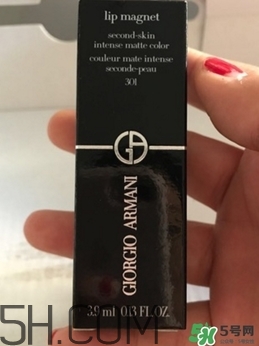 lip magnet
second-skin
intense matte color
couleur mate intense
seconde-peau
301
GA
GIORGIO ARMANI
3.9 ml 0.13 FL.OZ.
5H.COM
5号网